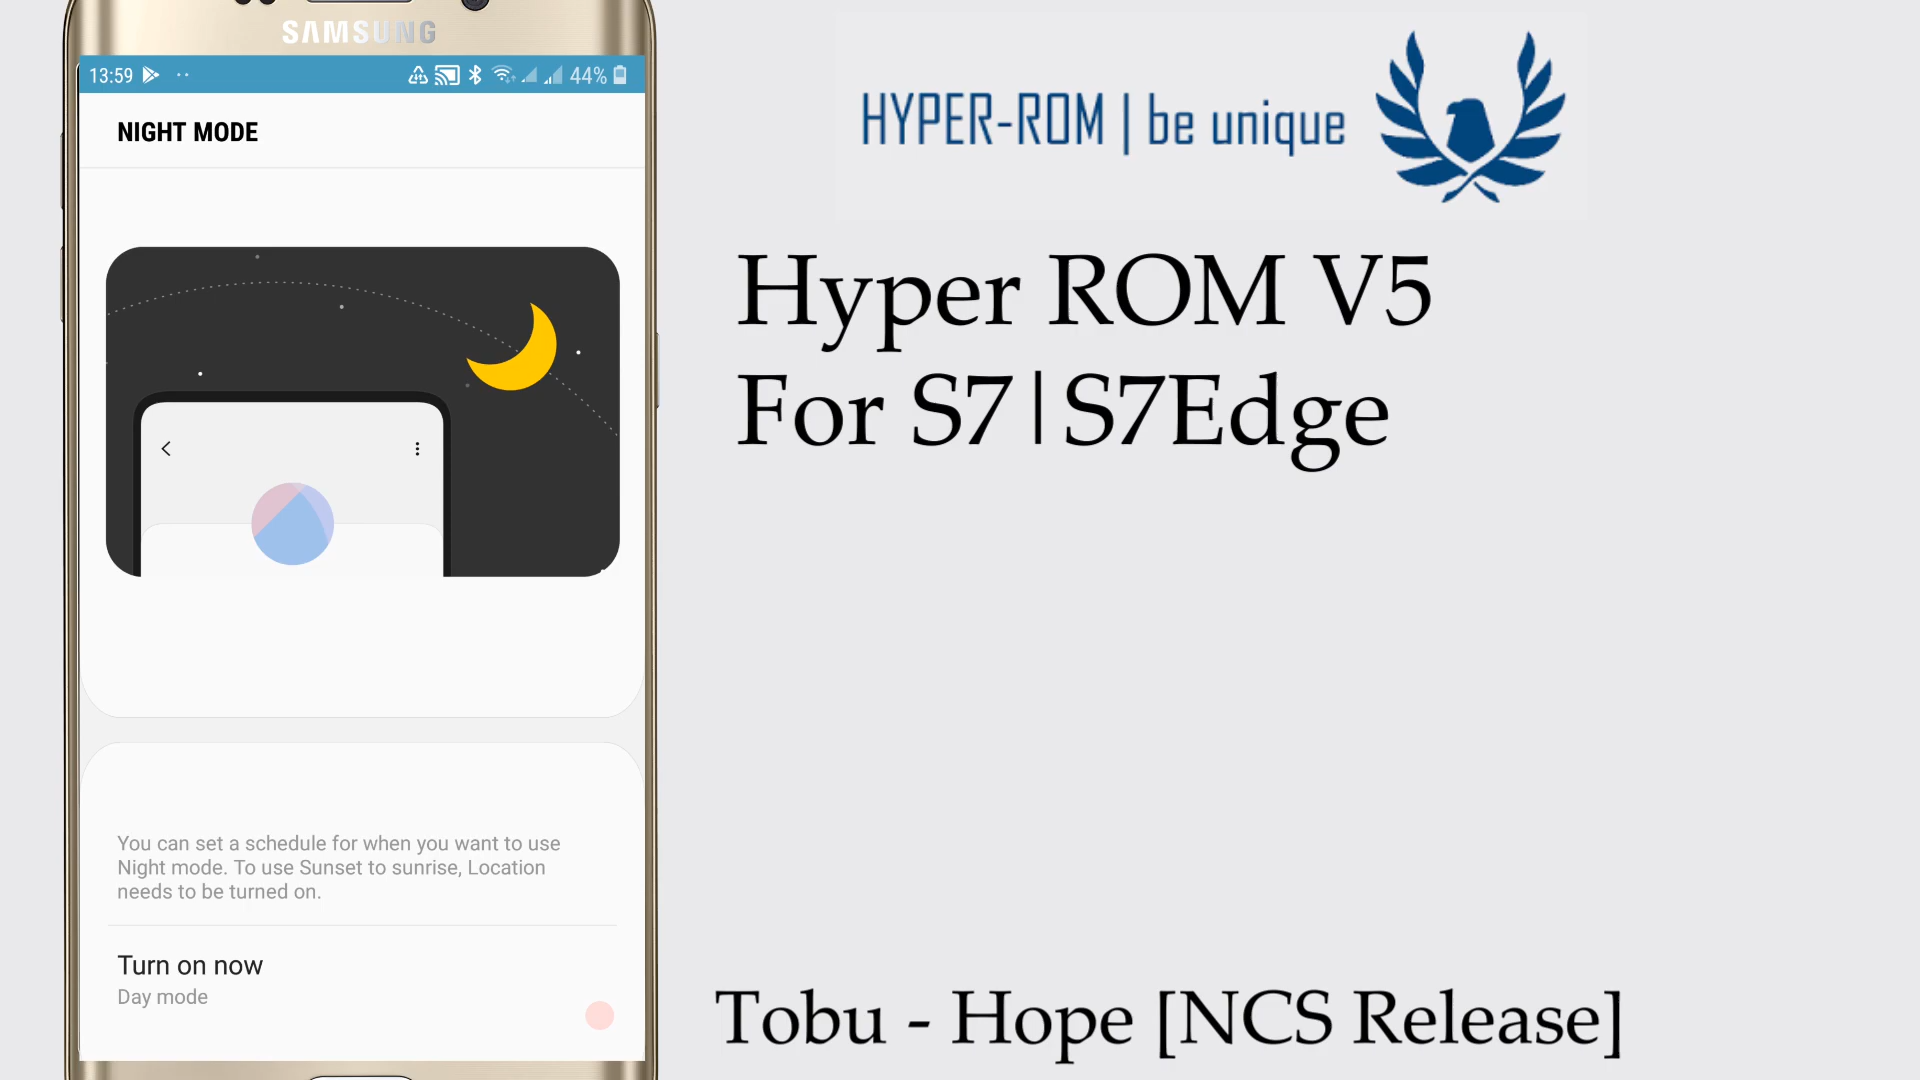 SAMSUNG
13:59
44%
NIGHT MODE
You can set a schedule for when you want to use
Night mode. To use Sunset to sunrise, Location
needs to be turned on.
Turn on now
Day mode
HYPER-ROM | be unique
Hyper ROM V5
For S7|S7Edge
Tobu - Hope [NCS Release]